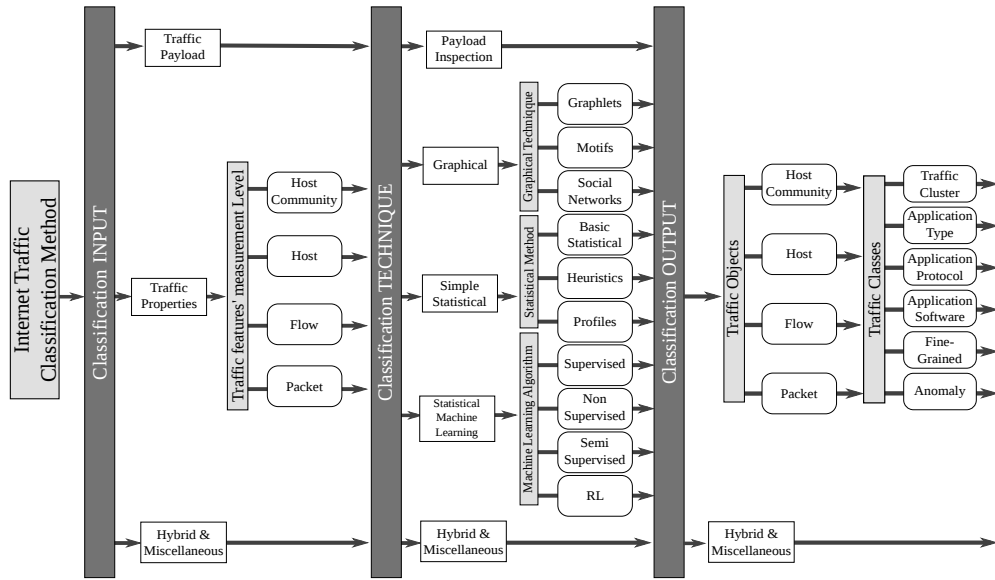 Internet Traffic
Classification Method
Classification INPUT
Traffic
Payload
Traffic
Properties
Hybrid &
Miscellaneous
Traffic features' measurement Level
Host
Community
Host
Flow
Packet
Classification TECHNIQUE
Payload
Inspection
Graphical
Simple
Statistical
Statistical
Machine
Learning
Hybrid &
Miscellaneous
Graphical Techniqque
Graphlets
Motifs
Social
Networks
Statistical Method
Basic
Statistical
Heuristics
Profiles
Machine Learning Algorithm
Supervised
Non
Supervised
Semi
Supervised
RL
Classification OUTPUT
Hybrid &
Miscellaneous
Traffic Objects
Host
Community
Host
Flow
Packet
Traffic Classes
Traffic
Cluster
Application
Type
Application
Protocol
Application
Software
Fine-
Grained
Anomaly